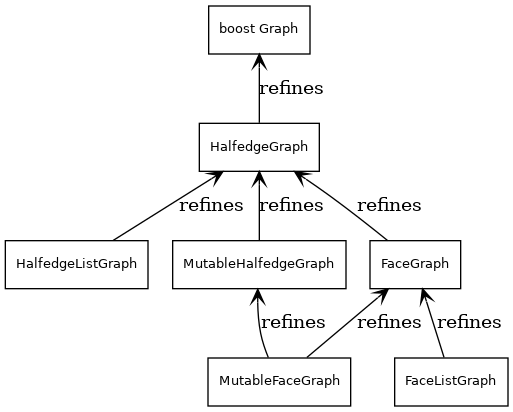 boost Graph
refines
HalfedgeGraph
refines refines refines
HalfedgeListGraph MutableHalfedgeGraph FaceGraph
refines refines refines
MutableFaceGraph FaceListGraph